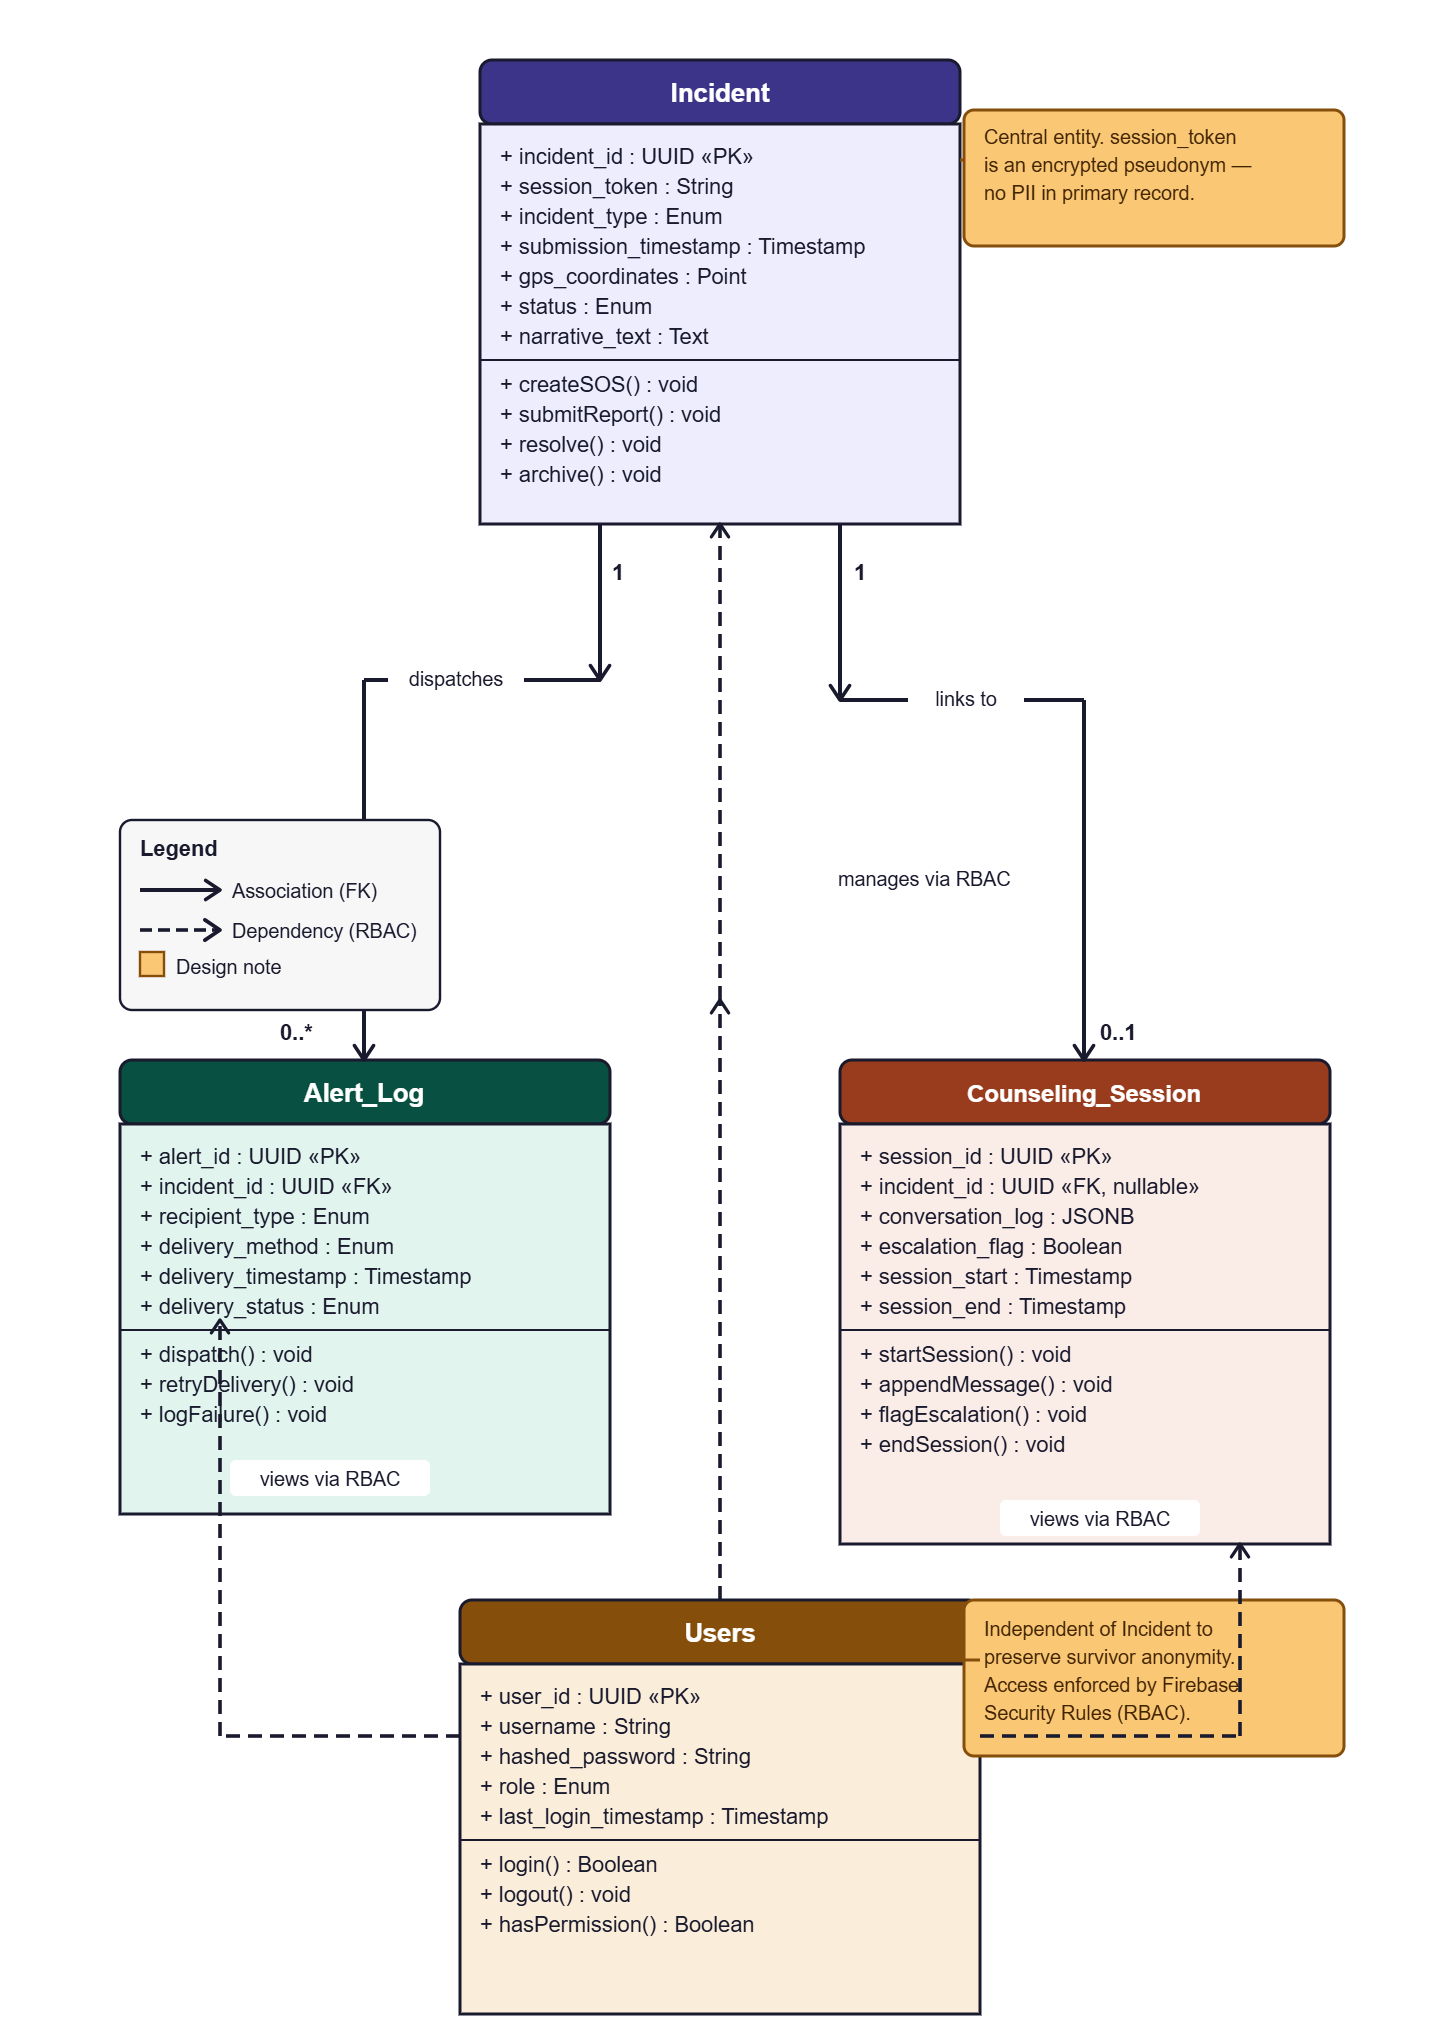 Incident
+ incident_id : UUID «PK»
+ session_token : String
+ incident_type : Enum
+ submission_timestamp : Timestamp
+ gps_coordinates : Point
+ status : Enum
+ narrative_text : Text
+ createSOS() : void
+ submitReport() : void
+ resolve() : void
+ archive() : void
Central entity. session_token
is an encrypted pseudonym —
no PII in primary record.
1
1
dispatches
links to
manages via RBAC
Legend
Association (FK)
Dependency (RBAC)
Design note
0..*
0..1
Alert_Log
+ alert_id : UUID «PK»
+ incident_id : UUID «FK»
+ recipient_type : Enum
+ delivery_method : Enum
+ delivery_timestamp : Timestamp
+ delivery_status : Enum
+ dispatch() : void
+ retryDelivery() : void
+ logFailure() : void
views via RBAC
Counseling_Session
+ session_id : UUID «PK»
+ incident_id : UUID «FK, nullable»
+ conversation_log : JSONB
+ escalation_flag : Boolean
+ session_start : Timestamp
+ session_end : Timestamp
+ startSession() : void
+ appendMessage() : void
+ flagEscalation() : void
+ endSession() : void
views via RBAC
Users
+ user_id : UUID «PK»
+ username : String
+ hashed_password : String
+ role : Enum
+ last_login_timestamp : Timestamp
+ login() : Boolean
+ logout() : void
+ hasPermission() : Boolean
Independent of Incident to
preserve survivor anonymity.
Access enforced by Firebase
Security Rules (RBAC).